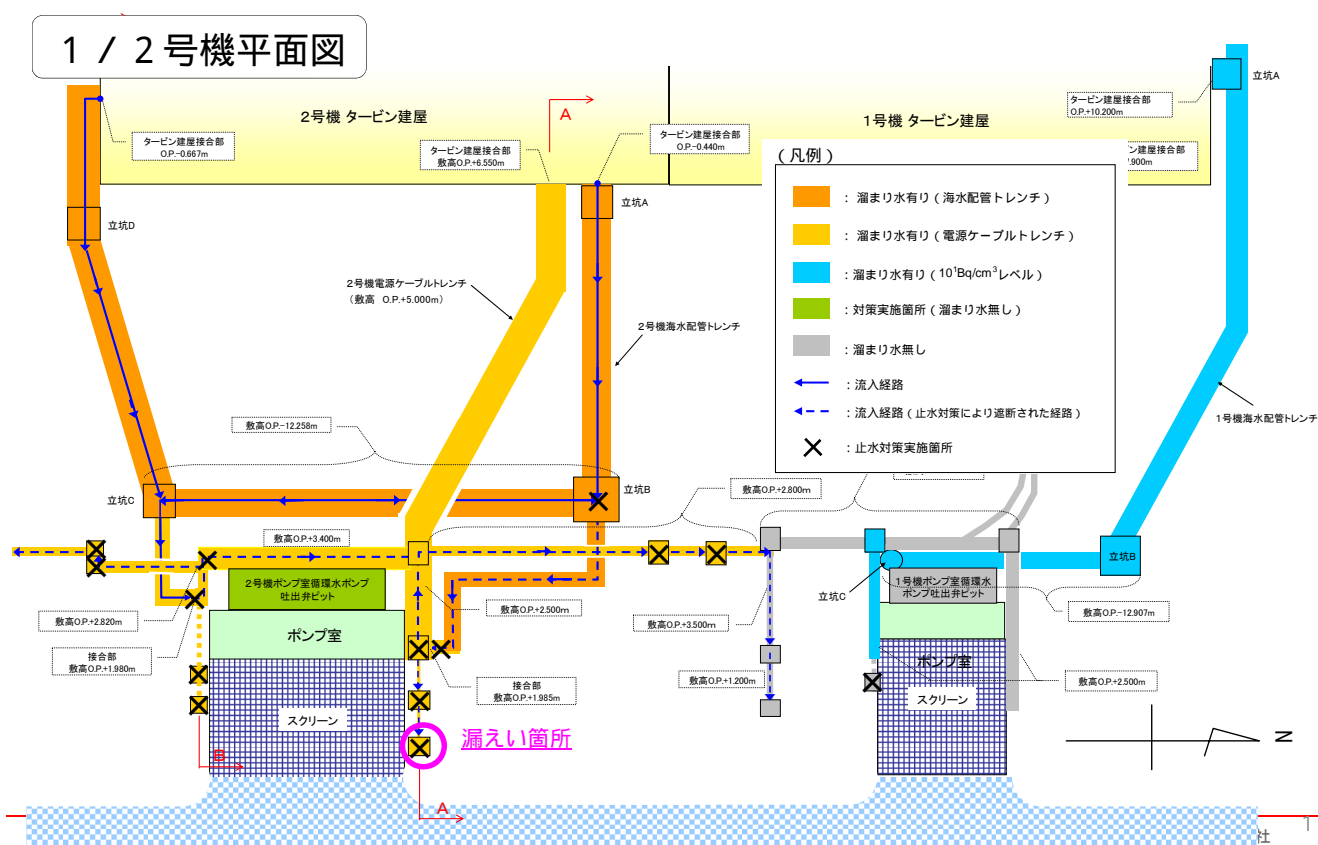 1 / 2号機平面図
2号機 タービン建屋
A
1号機 タービン建屋
立坑A
タービン建屋接合部
O.P.+10.200m
タービン建屋接合部
O.P.-0.667m
タービン建屋接合部
敷高O.P.+6.550m
タービン建屋接合部
O.P.-0.440m
ビン建屋接合部
.900m
(凡例)
:溜まり水有り(海水配管トレンチ)
:溜まり水有り(電源ケーブルトレンチ)
:溜まり水有り(10¹Bq/cm³レベル)
:対策実施箇所(溜まり水無し)
:溜まり水無し
:流入経路
:流入経路(止水対策により遮断された経路)
:止水対策実施箇所
立坑D
立坑A
2号機電源ケーブルトレンチ
(敷高 O.P.+5.000m)
2号機海水配管トレンチ
1号機海水配管トレンチ
敷高O.P.-12.258m
立坑C
立坑B
敷高O.P.+2.800m
敷高O.P.+3.400m
立坑B
2号機ポンプ室循環水ポンプ
吐出弁ピット
1号機ポンプ室循環水
ポンプ吐出弁ピット
立坑C
敷高O.P.+2.500m
敷高O.P.-12.907m
敷高O.P.+2.820m
敷高O.P.+3.500m
ポンプ室
ポンプ室
接合部
敷高O.P.+1.980m
接合部
敷高O.P.+1.985m
敷高O.P.+1.200m
敷高O.P.+2.500m
スクリーン
スクリーン
漏えい箇所
B
N
A
社
1